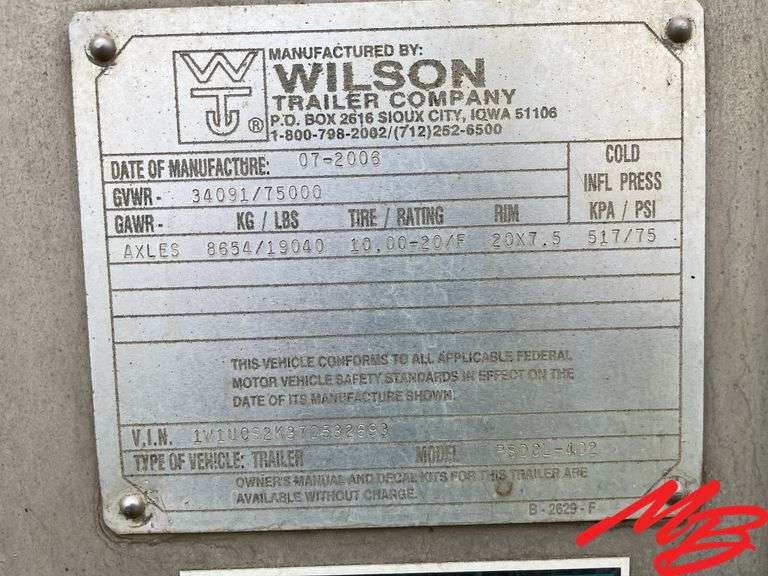 MANUFACTURED BY:
WILSON
TRAILER COMPANY
P.O. BOX 2616 SIOUX CITY, IOWA 51106
1-800-798-2002/(712)252-6500
WT ®
DATE OF MANUFACTURE: 07-2006 COLD
GVWR - 34091/75000 INFL PRESS
GAWR - KG / LBS TIRE / RATING RIM KPA / PSI
AXLES 8654/19040 10.00-20/F 20X7.5 517/75
THIS VEHICLE CONFORMS TO ALL APPLICABLE FEDERAL
MOTOR VEHICLE SAFETY STANDARDS IN EFFECT ON THE
DATE OF ITS MANUFACTURE SHOWN.
V.I.N.
TYPE OF VEHICLE: TRAILER MODEL
OWNER'S MANUAL AND DECAL KITS FOR THIS TRAILER ARE
AVAILABLE WITHOUT CHARGE.
B - 2629 - F
MB